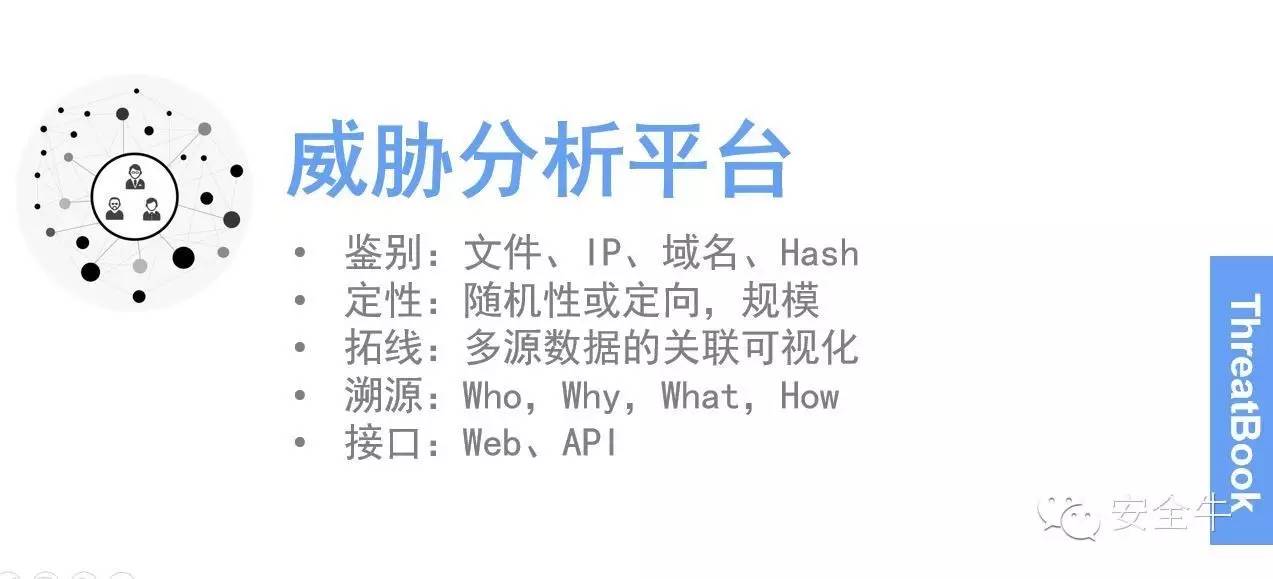 威胁分析平台
• 鉴别：文件、IP、域名、Hash
• 定性：随机性或定向，规模
• 拓线：多源数据的关联可视化
• 溯源：Who，Why，What，How
• 接口：Web、API
ThreatBook
安全牛